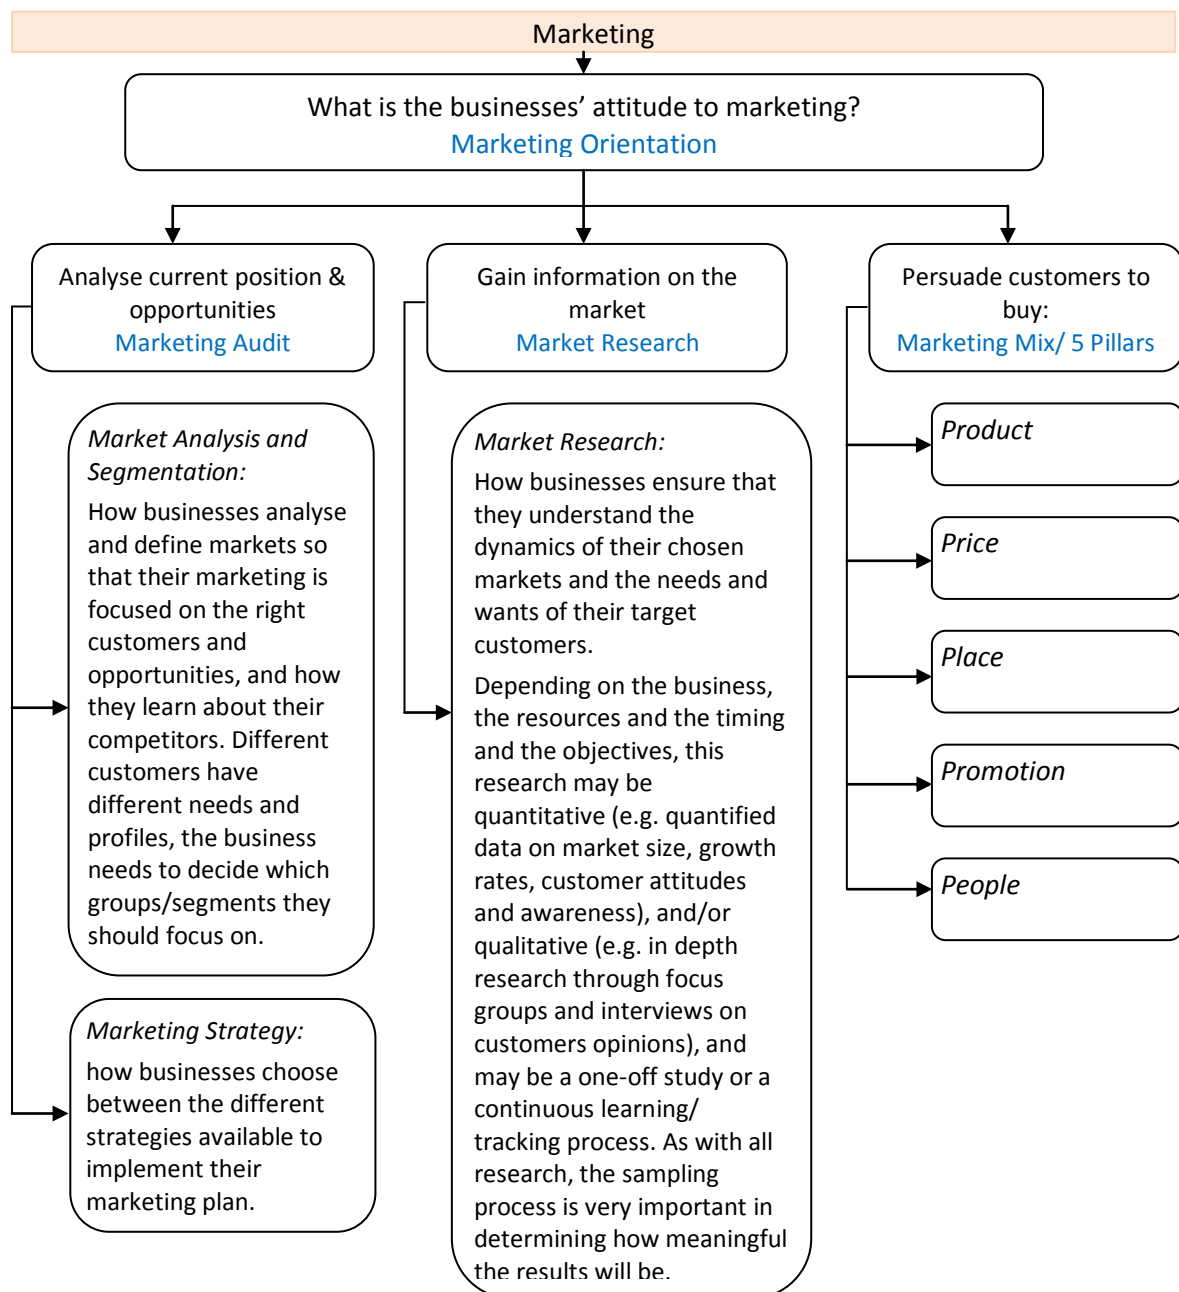 Marketing
What is the businesses’ attitude to marketing?
Marketing Orientation
Analyse current position &
opportunities
Marketing Audit
Gain information on the
market
Market Research
Persuade customers to
buy:
Marketing Mix/ 5 Pillars
Market Analysis and
Segmentation:
How businesses analyse
and define markets so
that their marketing is
focused on the right
customers and
opportunities, and how
they learn about their
competitors. Different
customers have
different needs and
profiles, the business
needs to decide which
groups/segments they
should focus on.
Marketing Strategy:
how businesses choose
between the different
strategies available to
implement their
marketing plan.
Market Research:
How businesses ensure that
they understand the
dynamics of their chosen
markets and the needs and
wants of their target
customers.
Depending on the business,
the resources and the timing
and the objectives, this
research may be
quantitative (e.g. quantified
data on market size, growth
rates, customer attitudes
and awareness), and/or
qualitative (e.g. in depth
research through focus
groups and interviews on
customers opinions), and
may be a one-off study or a
continuous learning/
tracking process. As with all
research, the sampling
process is very important in
determining how meaningful
the results will be.
Product
Price
Place
Promotion
People